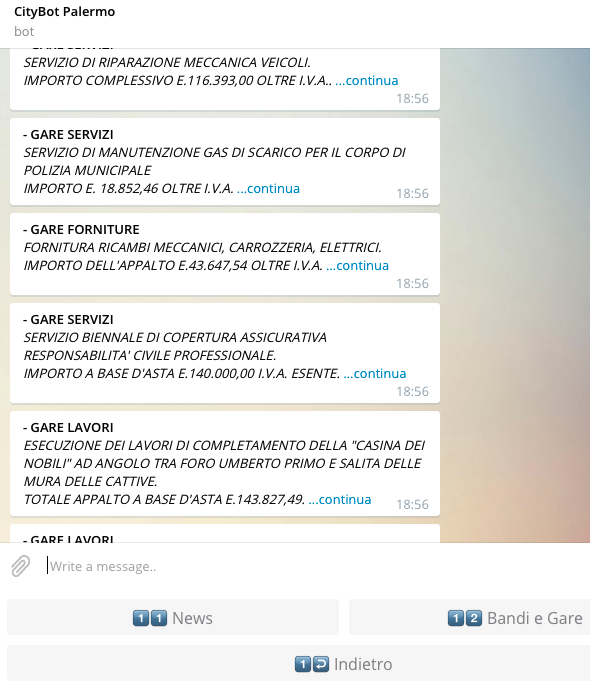 CityBot Palermo
bot
- GARE SERVIZI
SERVIZIO DI RIPARAZIONE MECCANICA VEICOLI.
IMPORTO COMPLESSIVO E.116.393,00 OLTRE I.V.A.. ...continua
18:56
- GARE SERVIZI
SERVIZIO DI MANUTENZIONE GAS DI SCARICO PER IL CORPO DI
POLIZIA MUNICIPALE
IMPORTO E. 18.852,46 OLTRE I.V.A. ...continua
18:56
- GARE FORNITURE
FORNITURA RICAMBI MECCANICI, CARROZZERIA, ELETTRICI.
IMPORTO DELL'APPALTO E.43.647,54 OLTRE I.V.A. ...continua
18:56
- GARE SERVIZI
SERVIZIO BIENNALE DI COPERTURA ASSICURATIVA
RESPONSABILITA' CIVILE PROFESSIONALE.
IMPORTO A BASE D'ASTA E.140.000,00 I.V.A. ESENTE. ...continua
18:56
- GARE LAVORI
ESECUZIONE DEI LAVORI DI COMPLETAMENTO DELLA "CASINA DEI
NOBILI" AD ANGOLO TRA FORO UMBERTO PRIMO E SALITA DELLE
MURA DELLE CATTIVE.
TOTALE APPALTO A BASE D'ASTA E.143.827,49. ...continua
18:56
- GARE LAVORI
Write a message..
1 1 News
1 2 Bandi e Gare
1 Indietro